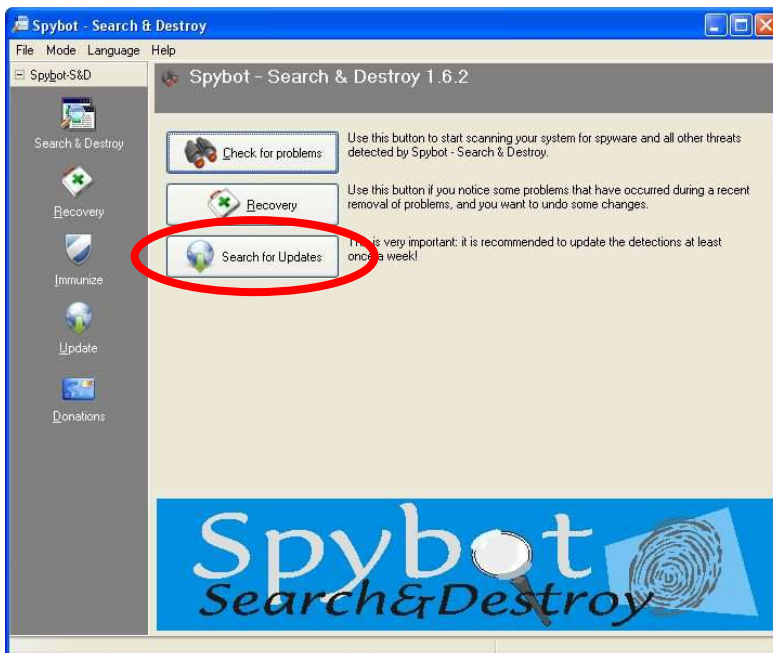 Spybot - Search & Destroy
File Mode Language Help
Spybot-S&D
Search & Destroy
Recovery
Immunize
Update
Donations
Spybot - Search & Destroy 1.6.2
Check for problems
Use this button to start scanning your system for spyware and all other threats
detected by Spybot - Search & Destroy.
Recovery
Use this button if you notice some problems that have occurred during a recent
removal of problems, and you want to undo some changes.
Search for Updates
This is very important: it is recommended to update the detections at least
once a week!
Spybot
Search&Destroy